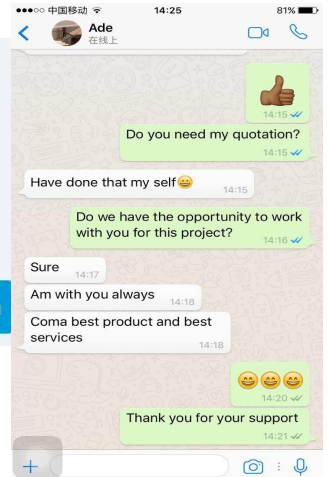 中国移动 14:25 81%
Ade
在线上
14:15
Do you need my quotation?
14:15
Have done that my self😄
14:15
Do we have the opportunity to work
with you for this project?
14:16
Sure
14:17
Am with you always
14:18
Coma best product and best
services
14:18
😄😄😄
14:20
Thank you for your support
14:21